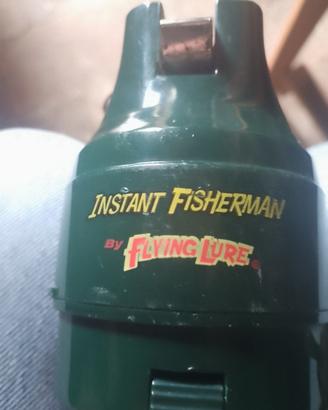 INSTANT FISHERMAN
BY FLYING LURE®